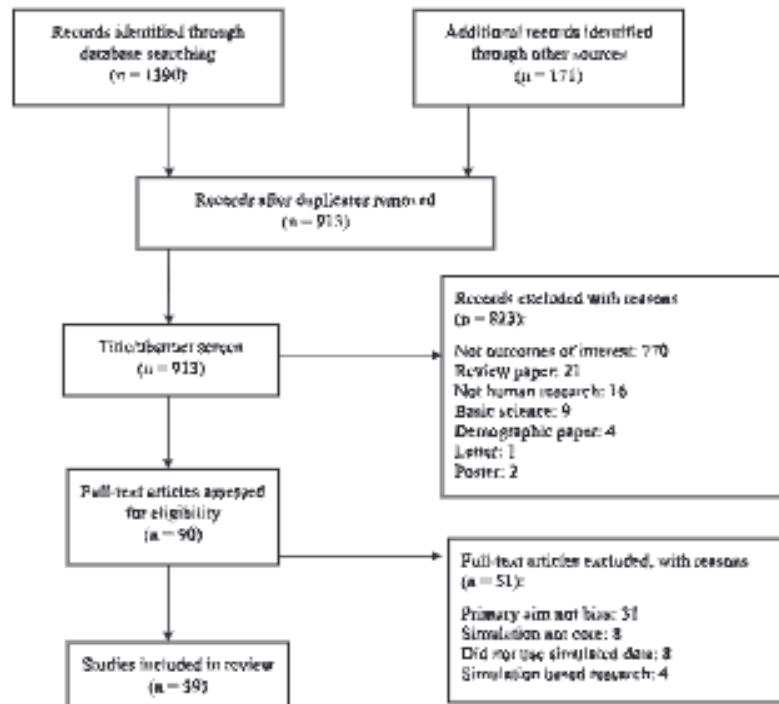 Records identified through
database searching
(n = 1390)
Additional records identified
through other sources
(n = 171)
Records after duplicates removed
(n = 913)
Title/abstract screen
(n = 913)
Records excluded with reasons
(n = 823):
Not outcomes of interest: 770
Review paper: 21
Not human research: 16
Basic science: 9
Demographic paper: 4
Letter: 1
Poster: 2
Full-text articles assessed
for eligibility
(n = 90)
Full-text articles excluded, with reasons
(n = 51):
Primary aim not bias: 31
Simulation not core: 8
Did not use simulated data: 8
Simulation based research: 4
Studies included in review
(n = 39)